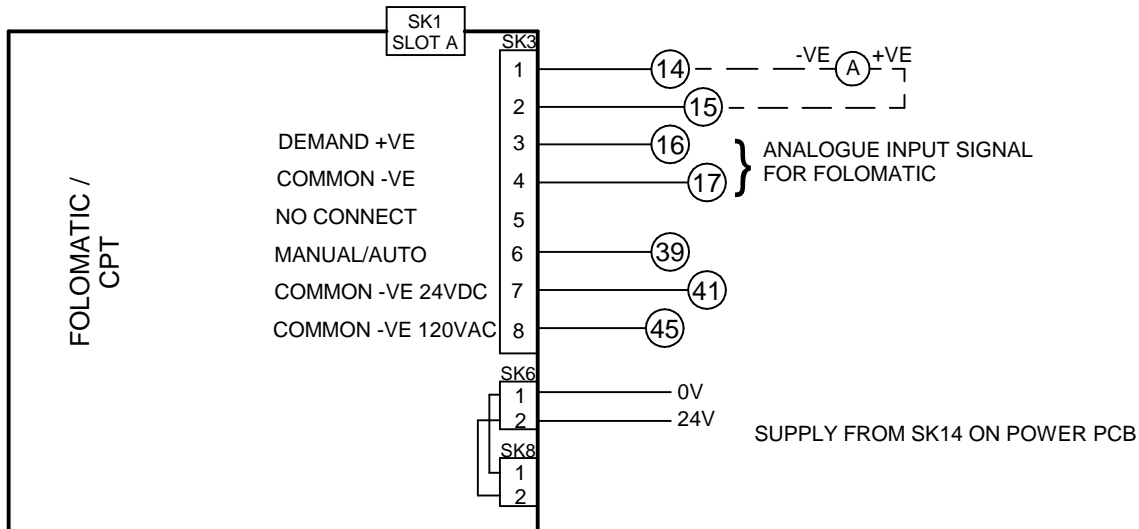 SK1
SLOT A
SK3
1 14 -VE A +VE
2 15
DEMAND +VE 3 16
COMMON -VE 4 17
} ANALOGUE INPUT SIGNAL
FOR FOLOMATIC
NO CONNECT 5
MANUAL/AUTO 6 39
COMMON -VE 24VDC 7 41
COMMON -VE 120VAC 8 45
FOLOMATIC /
CPT
SK6
1 0V
2 24V
SUPPLY FROM SK14 ON POWER PCB
SK8
1
2